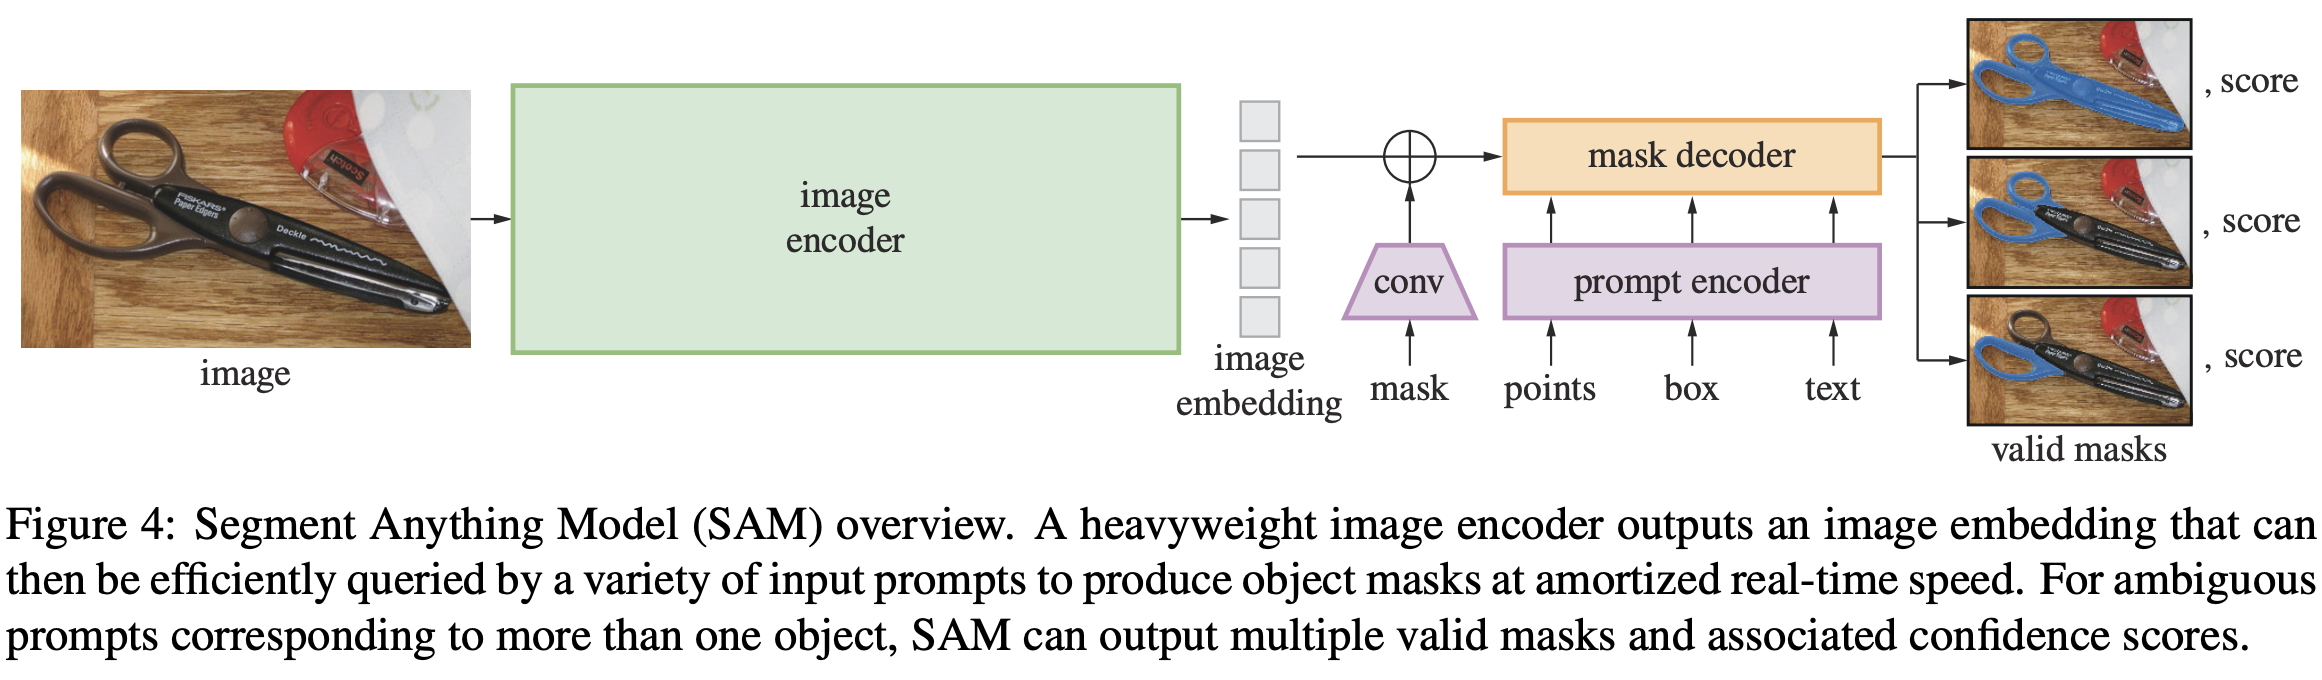 FISKARS®
Paper Edgers
Deckle
Scotch
image
image
encoder
image
embedding
conv
mask
mask decoder
prompt encoder
points
box
text
, score
, score
, score
valid masks
Figure 4: Segment Anything Model (SAM) overview. A heavyweight image encoder outputs an image embedding that can
then be efficiently queried by a variety of input prompts to produce object masks at amortized real-time speed. For ambiguous
prompts corresponding to more than one object, SAM can output multiple valid masks and associated confidence scores.